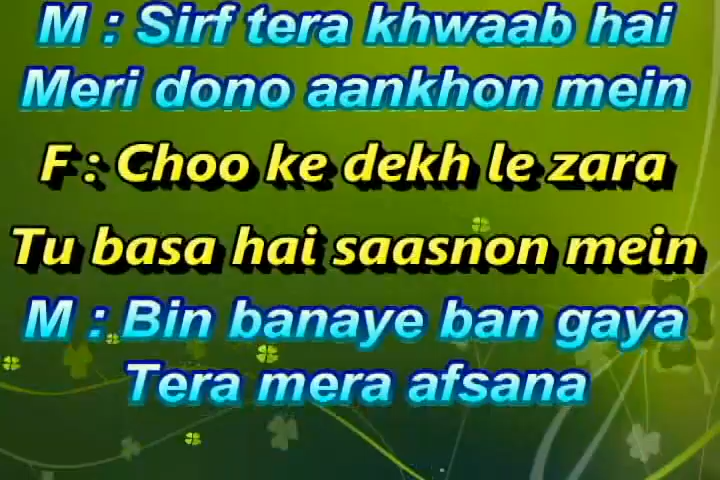 M : Sirf tera khwaab hai
Meri dono aankhon mein
F : Choo ke dekh le zara
Tu basa hai saasnon mein
M : Bin banaye ban gaya
Tera mera afsana